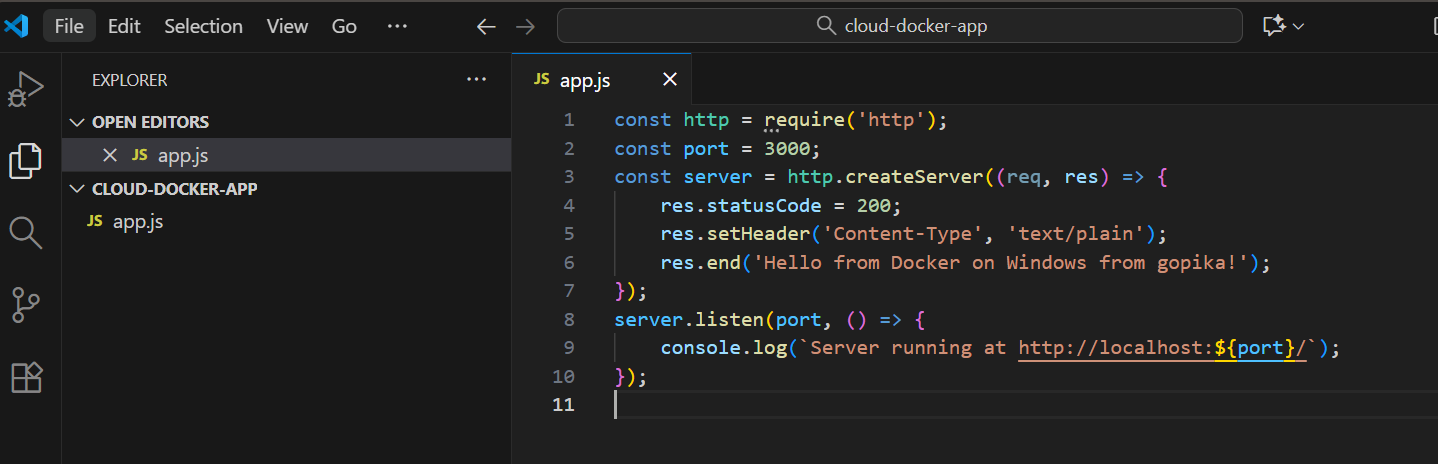 File Edit Selection View Go ··· ← → cloud-docker-app
EXPLORER ···
OPEN EDITORS
JS app.js
CLOUD-DOCKER-APP
JS app.js
JS app.js
1 const http = require('http');
2 const port = 3000;
3 const server = http.createServer((req, res) => {
4     res.statusCode = 200;
5     res.setHeader('Content-Type', 'text/plain');
6     res.end('Hello from Docker on Windows from gopika!');
7 });
8 server.listen(port, () => {
9     console.log(`Server running at http://localhost:${port}/`);
10 });
11